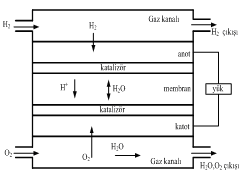 Gaz kanalı
H₂
H₂
H₂ çıkışı
anot
katalizör
H⁺
H₂O
membran
yük
katalizör
katot
O₂
O₂
H₂O
Gaz kanalı
H₂O,O₂ çıkışı